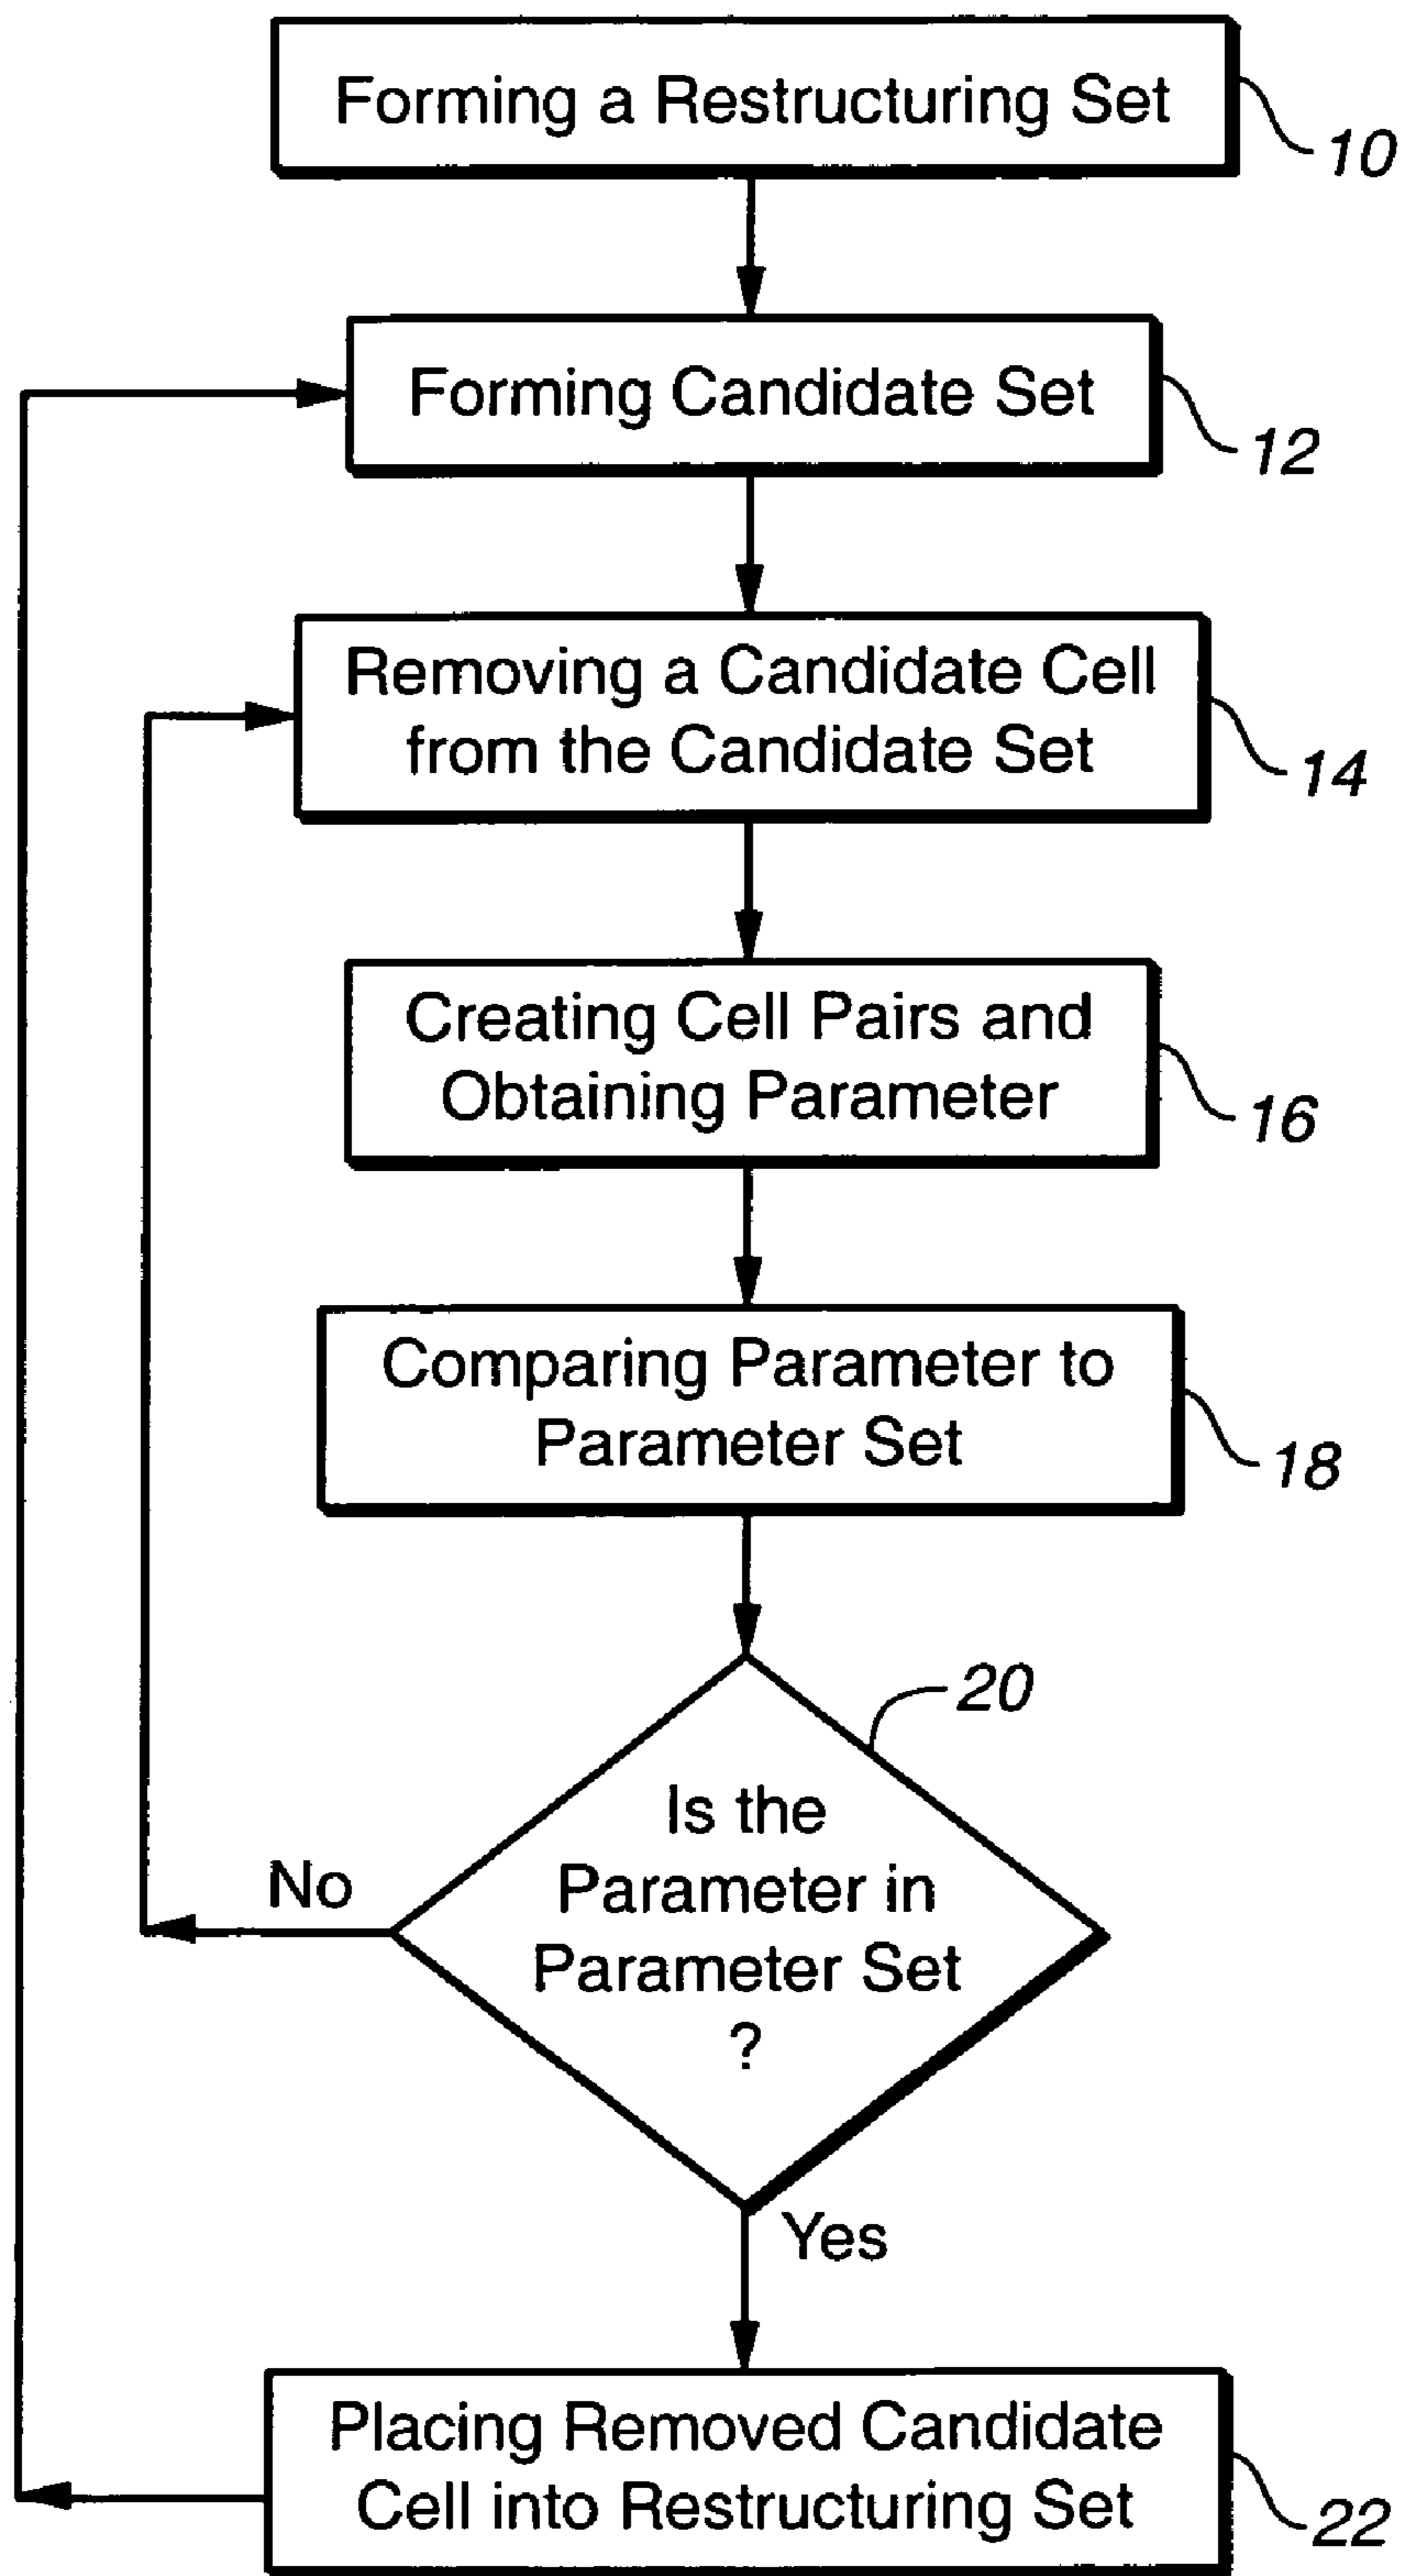 Forming a Restructuring Set
10
Forming Candidate Set
12
Removing a Candidate Cell
from the Candidate Set
14
Creating Cell Pairs and
Obtaining Parameter
16
Comparing Parameter to
Parameter Set
18
20
Is the
Parameter in
Parameter Set
?
No
Yes
Placing Removed Candidate
Cell into Restructuring Set
22